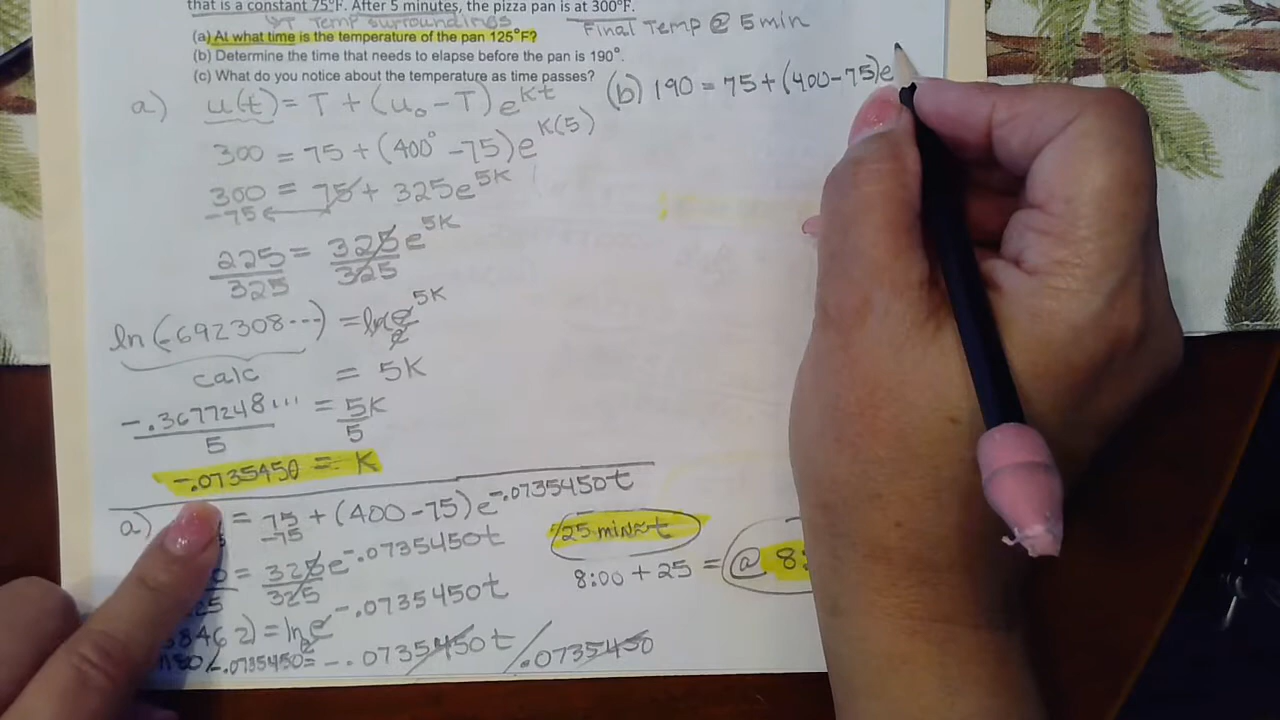 that is a constant 75°F. After 5 minutes, the pizza pan is at 300°F.
Temp surroundings
Final Temp @ 5 min
(a) At what time is the temperature of the pan 125°F?
(b) Determine the time that needs to elapse before the pan is 190°.
(c) What do you notice about the temperature as time passes?
a) u(t) = T + (u₀ - T) e^Kt
300 = 75 + (400° - 75) e^K(5)
300 = 75 + 325e^5K
-75
225/325 = 325/325 e^5K
ln(.692308...) = ln e^5K
calc = 5K
-.3677248.../5 = 5K/5
-.0735450 = K
a) = 75 + (400-75) e^-.0735450t
-75
= 325/325 e^-.0735450t
8462) = ln e^-.0735450t
/-.0735450= -.0735450t/.0735450
25 min ≈ t
8:00 + 25 = @ 8:
(b) 190 = 75 + (400-75)e